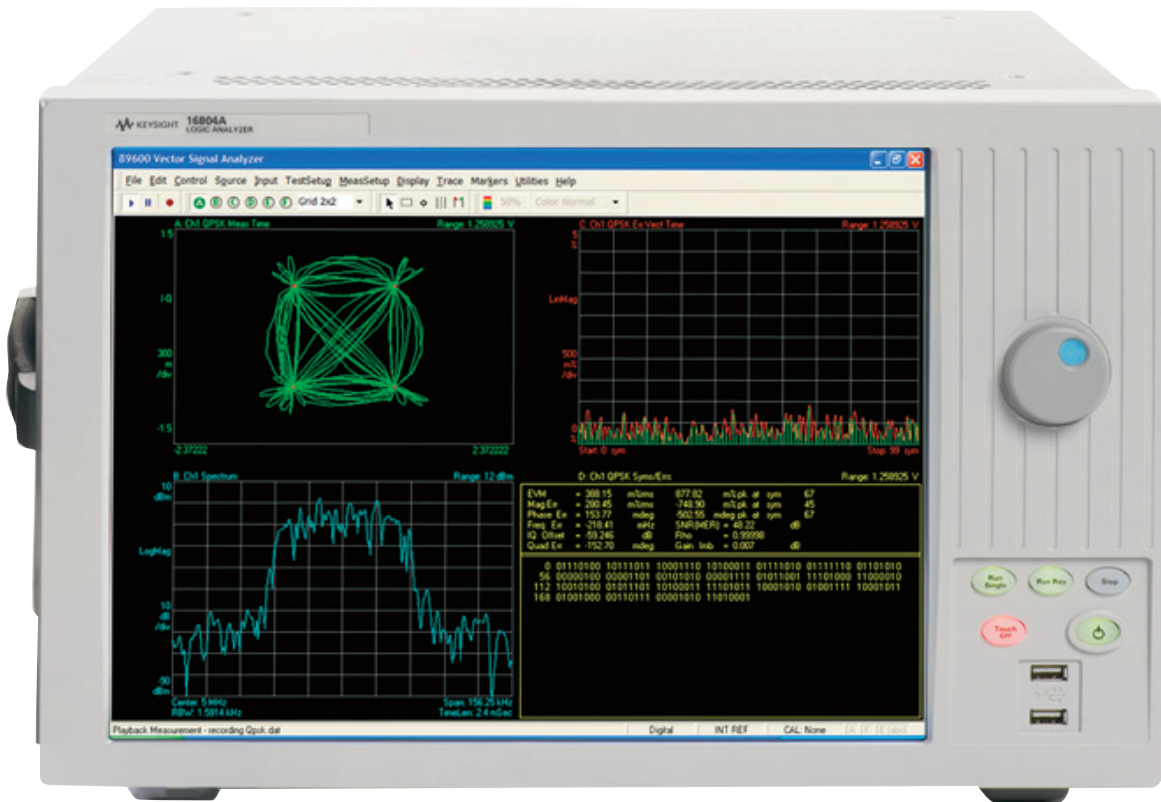 KEYSIGHT 16804A
LOGIC ANALYZER
89600 Vector Signal Analyzer
File Edit Control Source Input TestSetup MeasSetup Display Trace Markers Utilities Help
A B C D E F Grid 2x2 50% Color Normal
A: Ch1 QPSK Meas Time Range: 1.258925 V
1.5
I-Q
300
m
/div
-1.5
-2.372222 2.372222
C: Ch1 QPSK Err Vect Time Range: 1.258925 V
5
%
LinMag
500
m%
/div
0
%
Start: 0 sym Stop: 99 sym
B: Ch1 Spectrum Range: 12 dBm
10
dBm
LogMag
10
dB
/div
-90
dBm
Center: 5 MHz Span: 156.25 kHz
RBW: 1.5914 kHz TimeLen: 2.4 mSec
D: Ch1 QPSK Syms/Errs Range: 1.258925 V
EVM = 388.15 m%rms 877.82 m% pk at sym 67
Mag Err = 280.45 m%rms -748.90 m% pk at sym 45
Phase Err = 153.77 mdeg -502.55 mdeg pk at sym 67
Freq Err = -218.41 mHz SNR(MER) = 48.22 dB
IQ Offset = -59.246 dB Rho = 0.99998
Quad Err = -152.70 mdeg Gain Imb = 0.007 dB
0 01110100 10111011 10001110 10100011 01111010 01111110 01101010
56 00000100 00001101 00101010 00001111 01011001 11101000 11000010
112 10010100 01011101 10100011 11101011 10001010 01001111 10001011
168 01001000 00110111 00001010 11010001
Playback Measurement - recording Qpsk.dat Digital INT REF CAL: None
Run
Single
Run Rep
Stop
Touch
Off